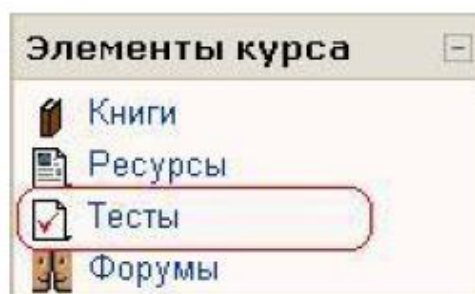 Элементы курса
Книги
Ресурсы
Тесты
Форумы